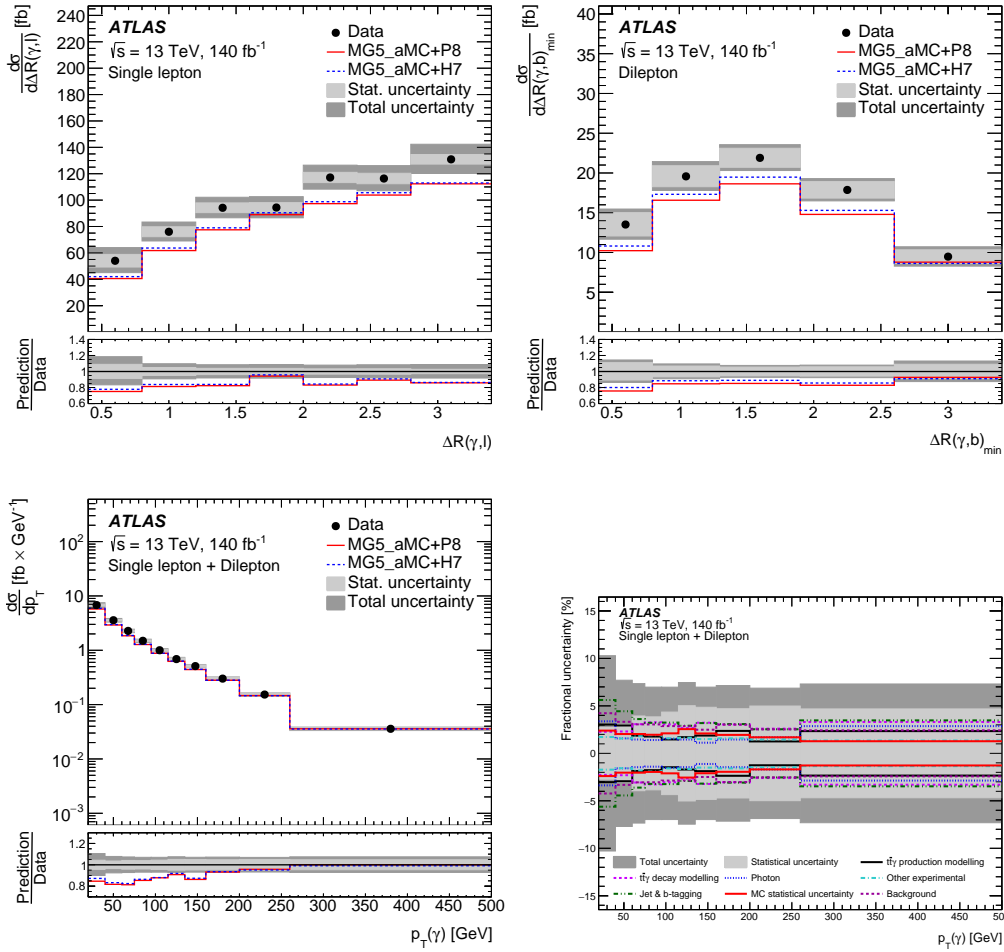 dσ
dΔR(γ,l) [fb]
240
220
200
180
160
140
120
100
80
60
40
20
0
ATLAS
√s = 13 TeV, 140 fb⁻¹
Single lepton
Data
MG5_aMC+P8
MG5_aMC+H7
Stat. uncertainty
Total uncertainty
Prediction
Data
1.4
1.2
1
0.8
0.6
0.5 1 1.5 2 2.5 3
ΔR(γ,l)
dσ
dΔR(γ,b)min [fb]
40
35
30
25
20
15
10
5
0
ATLAS
√s = 13 TeV, 140 fb⁻¹
Dilepton
Data
MG5_aMC+P8
MG5_aMC+H7
Stat. uncertainty
Total uncertainty
Prediction
Data
1.4
1.2
1
0.8
0.6
0.5 1 1.5 2 2.5 3
ΔR(γ,b)min
dσ
dpT [fb × GeV⁻¹]
10²
10
1
10⁻¹
10⁻²
10⁻³
ATLAS
√s = 13 TeV, 140 fb⁻¹
Single lepton + Dilepton
Data
MG5_aMC+P8
MG5_aMC+H7
Stat. uncertainty
Total uncertainty
Prediction
Data
1.2
1
0.8
50 100 150 200 250 300 350 400 450 500
pT(γ) [GeV]
Fractional uncertainty [%]
15
10
5
0
−5
−10
−15
ATLAS
√s = 13 TeV, 140 fb⁻¹
Single lepton + Dilepton
Total uncertainty
Statistical uncertainty
tt̄γ production modelling
tt̄γ decay modelling
Photon
Other experimental
Jet & b-tagging
MC statistical uncertainty
Background
50 100 150 200 250 300 350 400 450 500
pT(γ) [GeV]